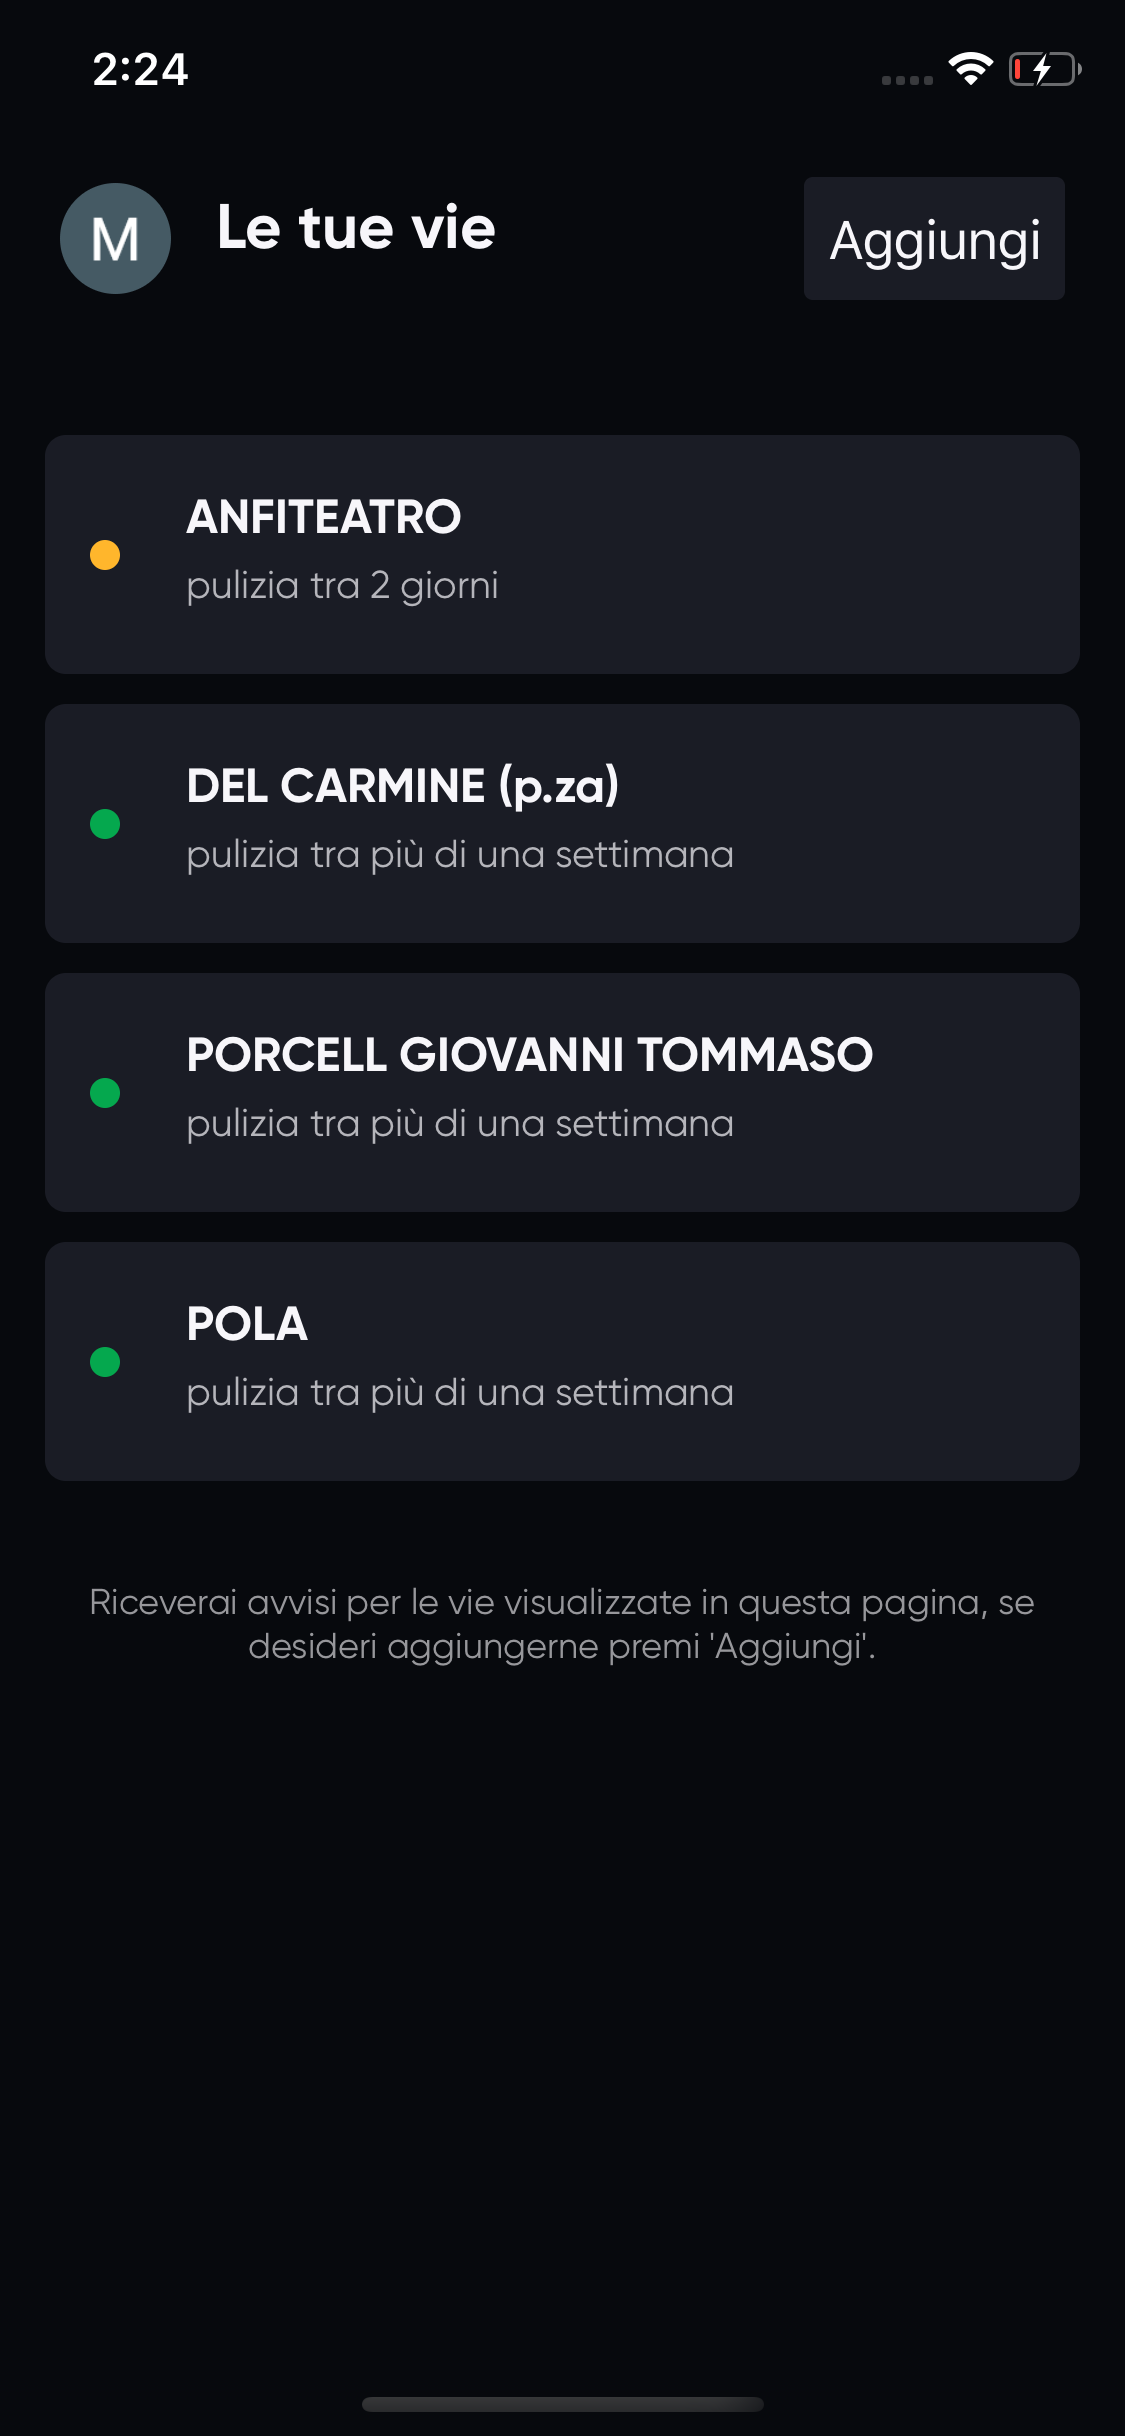 2:24
M
Le tue vie
Aggiungi
ANFITEATRO
pulizia tra 2 giorni
DEL CARMINE (p.za)
pulizia tra più di una settimana
PORCELL GIOVANNI TOMMASO
pulizia tra più di una settimana
POLA
pulizia tra più di una settimana
Riceverai avvisi per le vie visualizzate in questa pagina, se
desideri aggiungerne premi 'Aggiungi'.